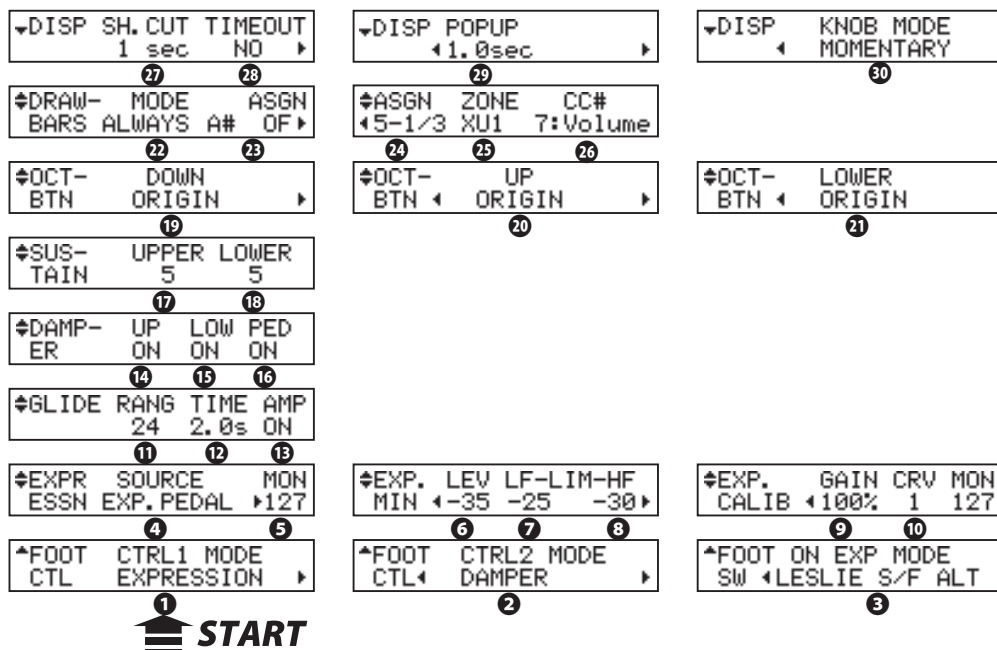 DISP SH.CUT TIMEOUT
1 sec NO
27 28
DISP POPUP
1.0sec
29
DISP KNOB MODE
MOMENTARY
30
DRAW- MODE ASGN
BARS ALWAYS A# OF
22 23
ASGN ZONE CC#
5-1/3 XU1 7:Volume
24 25 26
OCT- DOWN
BTN ORIGIN
19
OCT- UP
BTN ORIGIN
20
OCT- LOWER
BTN ORIGIN
21
SUS- UPPER LOWER
TAIN 5 5
17 18
DAMP- UP LOW PED
ER ON ON ON
14 15 16
GLIDE RANG TIME AMP
24 2.0s ON
11 12 13
EXPR SOURCE MON
ESSN EXP.PEDAL 127
4 5
EXP. LEV LF-LIM-HF
MIN -35 -25 -30
6 7 8
EXP. GAIN CRV MON
CALIB 100% 1 127
9 10
FOOT CTRL1 MODE
CTL EXPRESSION
1
FOOT CTRL2 MODE
CTL DAMPER
2
FOOT ON EXP MODE
SW LESLIE S/F ALT
3
START